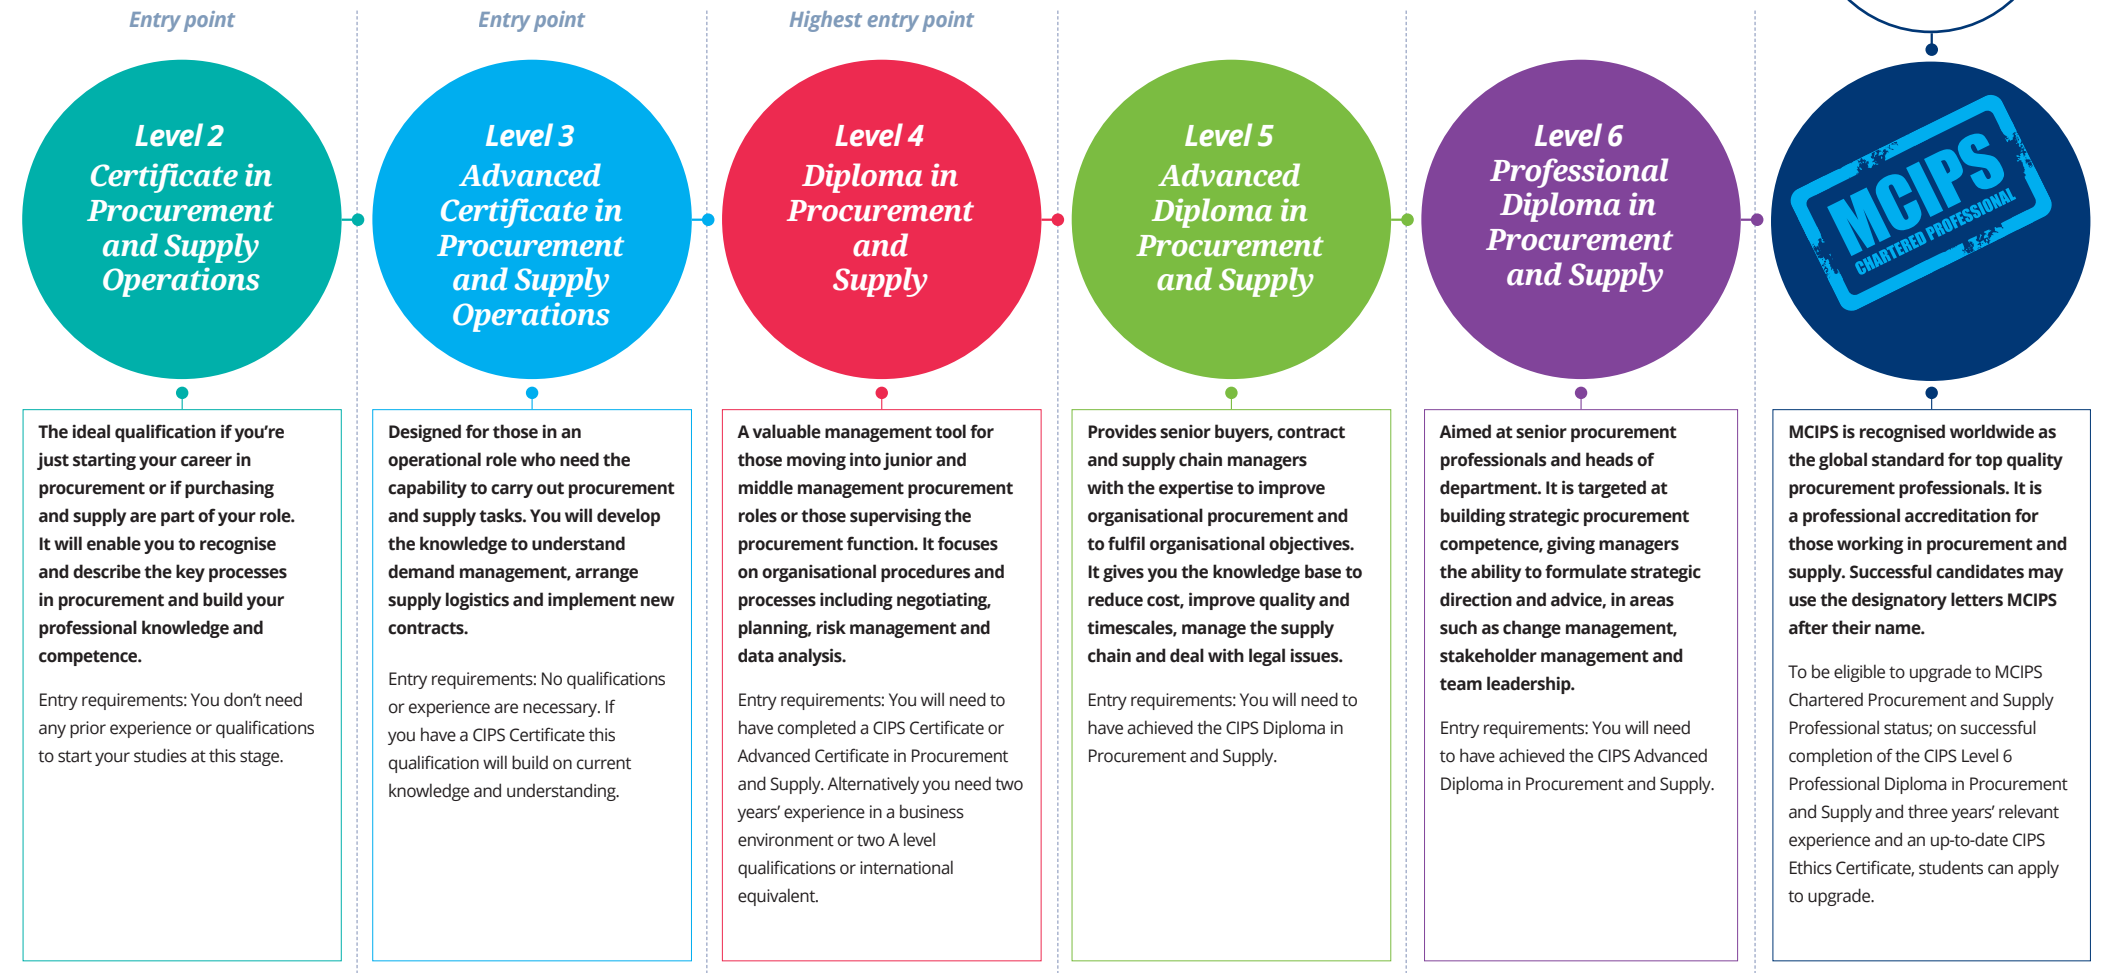 Entry point
Entry point
Highest entry point
Level 2
Certificate in
Procurement
and Supply
Operations
Level 3
Advanced
Certificate in
Procurement
and Supply
Operations
Level 4
Diploma in
Procurement
and
Supply
Level 5
Advanced
Diploma in
Procurement
and Supply
Level 6
Professional
Diploma in
Procurement
and Supply
MCIPS
CHARTERED PROFESSIONAL
The ideal qualification if you’re
just starting your career in
procurement or if purchasing
and supply are part of your role.
It will enable you to recognise
and describe the key processes
in procurement and build your
professional knowledge and
competence.
Entry requirements: You don’t need
any prior experience or qualifications
to start your studies at this stage.
Designed for those in an
operational role who need the
capability to carry out procurement
and supply tasks. You will develop
the knowledge to understand
demand management, arrange
supply logistics and implement new
contracts.
Entry requirements: No qualifications
or experience are necessary. If
you have a CIPS Certificate this
qualification will build on current
knowledge and understanding.
A valuable management tool for
those moving into junior and
middle management procurement
roles or those supervising the
procurement function. It focuses
on organisational procedures and
processes including negotiating,
planning, risk management and
data analysis.
Entry requirements: You will need to
have completed a CIPS Certificate or
Advanced Certificate in Procurement
and Supply. Alternatively you need two
years’ experience in a business
environment or two A level
qualifications or international
equivalent.
Provides senior buyers, contract
and supply chain managers
with the expertise to improve
organisational procurement and
to fulfil organisational objectives.
It gives you the knowledge base to
reduce cost, improve quality and
timescales, manage the supply
chain and deal with legal issues.
Entry requirements: You will need to
have achieved the CIPS Diploma in
Procurement and Supply.
Aimed at senior procurement
professionals and heads of
department. It is targeted at
building strategic procurement
competence, giving managers
the ability to formulate strategic
direction and advice, in areas
such as change management,
stakeholder management and
team leadership.
Entry requirements: You will need
to have achieved the CIPS Advanced
Diploma in Procurement and Supply.
MCIPS is recognised worldwide as
the global standard for top quality
procurement professionals. It is
a professional accreditation for
those working in procurement and
supply. Successful candidates may
use the designatory letters MCIPS
after their name.
To be eligible to upgrade to MCIPS
Chartered Procurement and Supply
Professional status; on successful
completion of the CIPS Level 6
Professional Diploma in Procurement
and Supply and three years’ relevant
experience and an up-to-date CIPS
Ethics Certificate, students can apply
to upgrade.